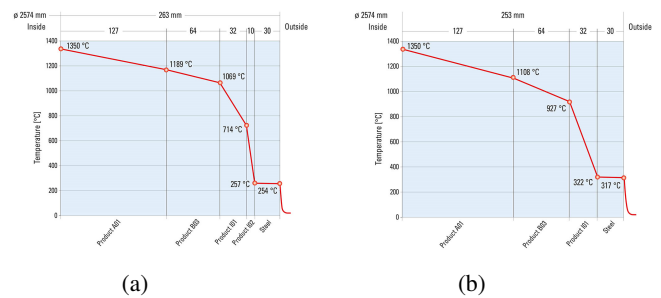 ø 2574 mm
263 mm
Inside
Outside
127 64 32 10 30
1400
1200
1000
800
600
400
200
0
Temperature [°C]
1350 °C
1189 °C
1069 °C
714 °C
257 °C
254 °C
Product A01
Product B03
Product IB1
Product IB2
Steel
(a)
ø 2574 mm
253 mm
Inside
Outside
127 64 32 30
1400
1200
1000
800
600
400
200
0
Temperature [°C]
1350 °C
1108 °C
927 °C
322 °C
317 °C
Product A01
Product B03
Product IB1
Steel
(b)